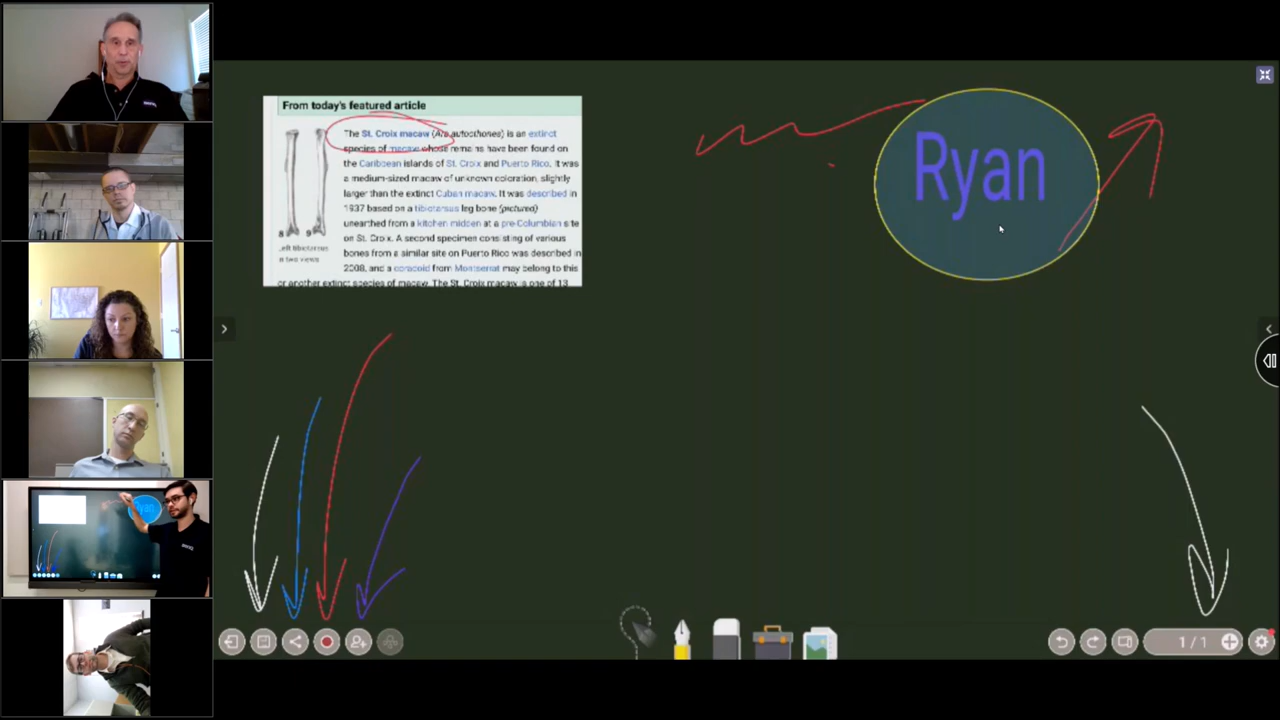 From today's featured article
The St. Croix macaw (Ara autocthones) is an extinct
species of macaw whose remains have been found on
the Caribbean islands of St. Croix and Puerto Rico. It was
a medium-sized macaw of unknown coloration, slightly
larger than the extinct Cuban macaw. It was described in
1937 based on a tibiotarsus leg bone (pictured)
unearthed from a kitchen midden at a pre-Columbian site
on St. Croix. A second specimen consisting of various
bones from a similar site on Puerto Rico was described in
2008, and a coracoid from Montserrat may belong to this
or another extinct species of macaw. The St. Croix macaw is one of 13
Left tibiotarsus
in two views
Ryan
Ryan
1 / 1